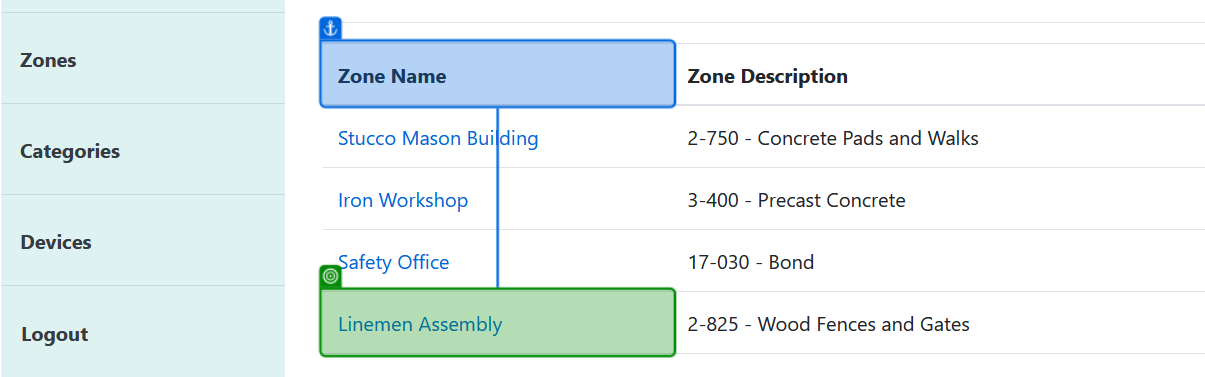 Zones
Categories
Devices
Logout
Zone Name Zone Description
Stucco Mason Building 2-750 - Concrete Pads and Walks
Iron Workshop 3-400 - Precast Concrete
Safety Office 17-030 - Bond
Linemen Assembly 2-825 - Wood Fences and Gates